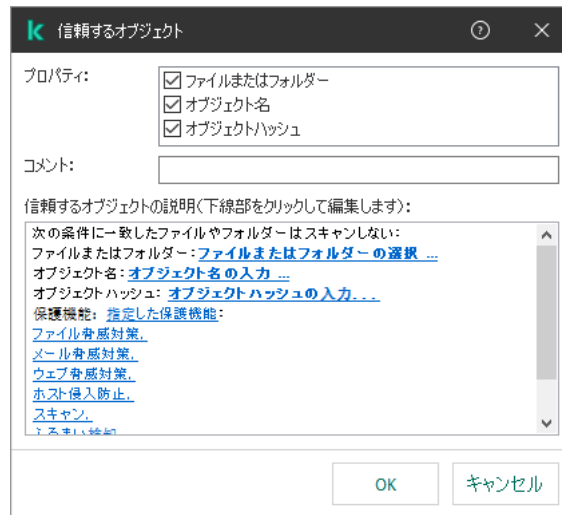 信頼するオブジェクト
プロパティ:
ファイルまたはフォルダー
オブジェクト名
オブジェクトハッシュ
コメント:
信頼するオブジェクトの説明(下線部をクリックして編集します):
次の条件に一致したファイルやフォルダーはスキャンしない:
ファイルまたはフォルダー: ファイルまたはフォルダーの選択 ...
オブジェクト名: オブジェクト名の入力 ...
オブジェクトハッシュ: オブジェクトハッシュの入力...
保護機能: 指定した保護機能:
ファイル脅威対策,
メール脅威対策,
ウェブ脅威対策,
ホスト侵入防止,
スキャン,
ふるまい検知
OK
キャンセル